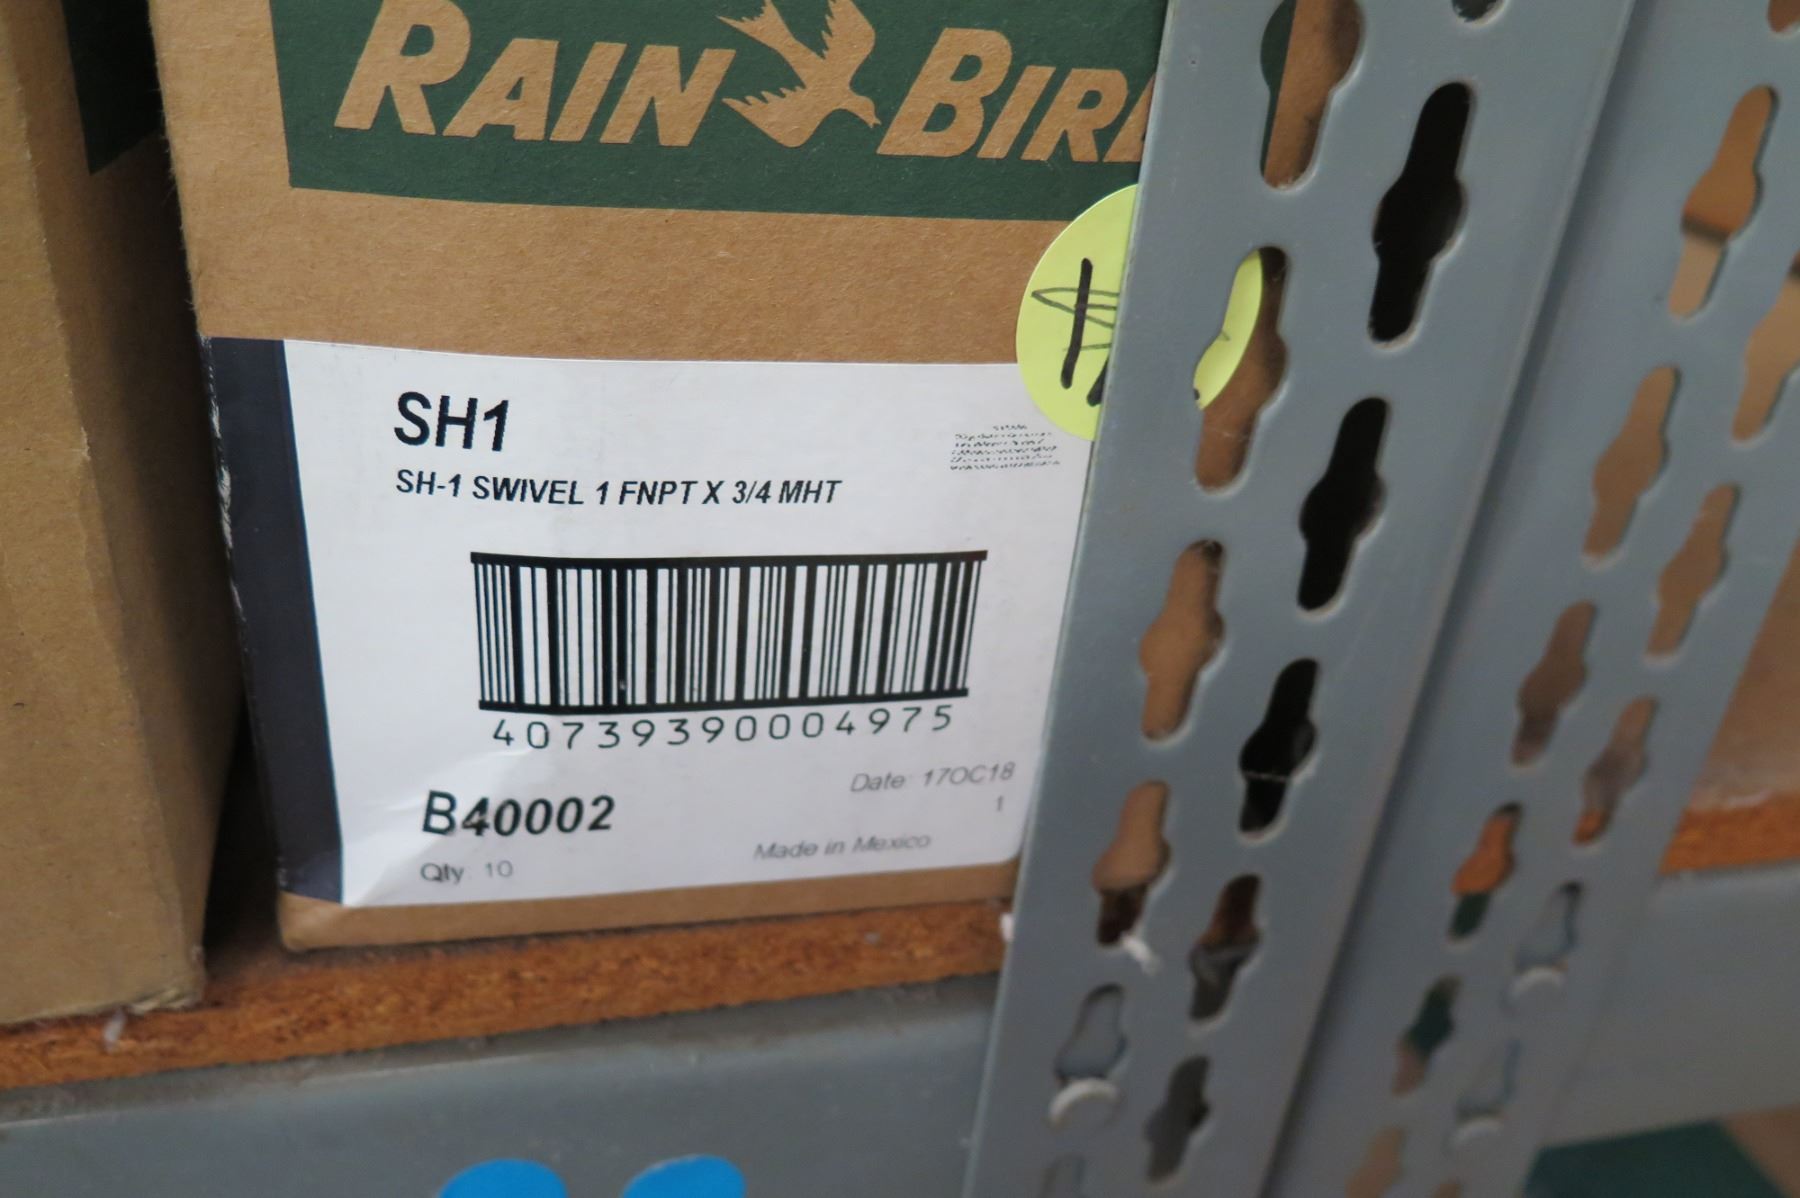 RAIN BIRD
SH1
SH-1 SWIVEL 1 FNPT X 3/4 MHT
40739390004975
Date: 17OC18
1
B40002
Made in Mexico
Qty: 10